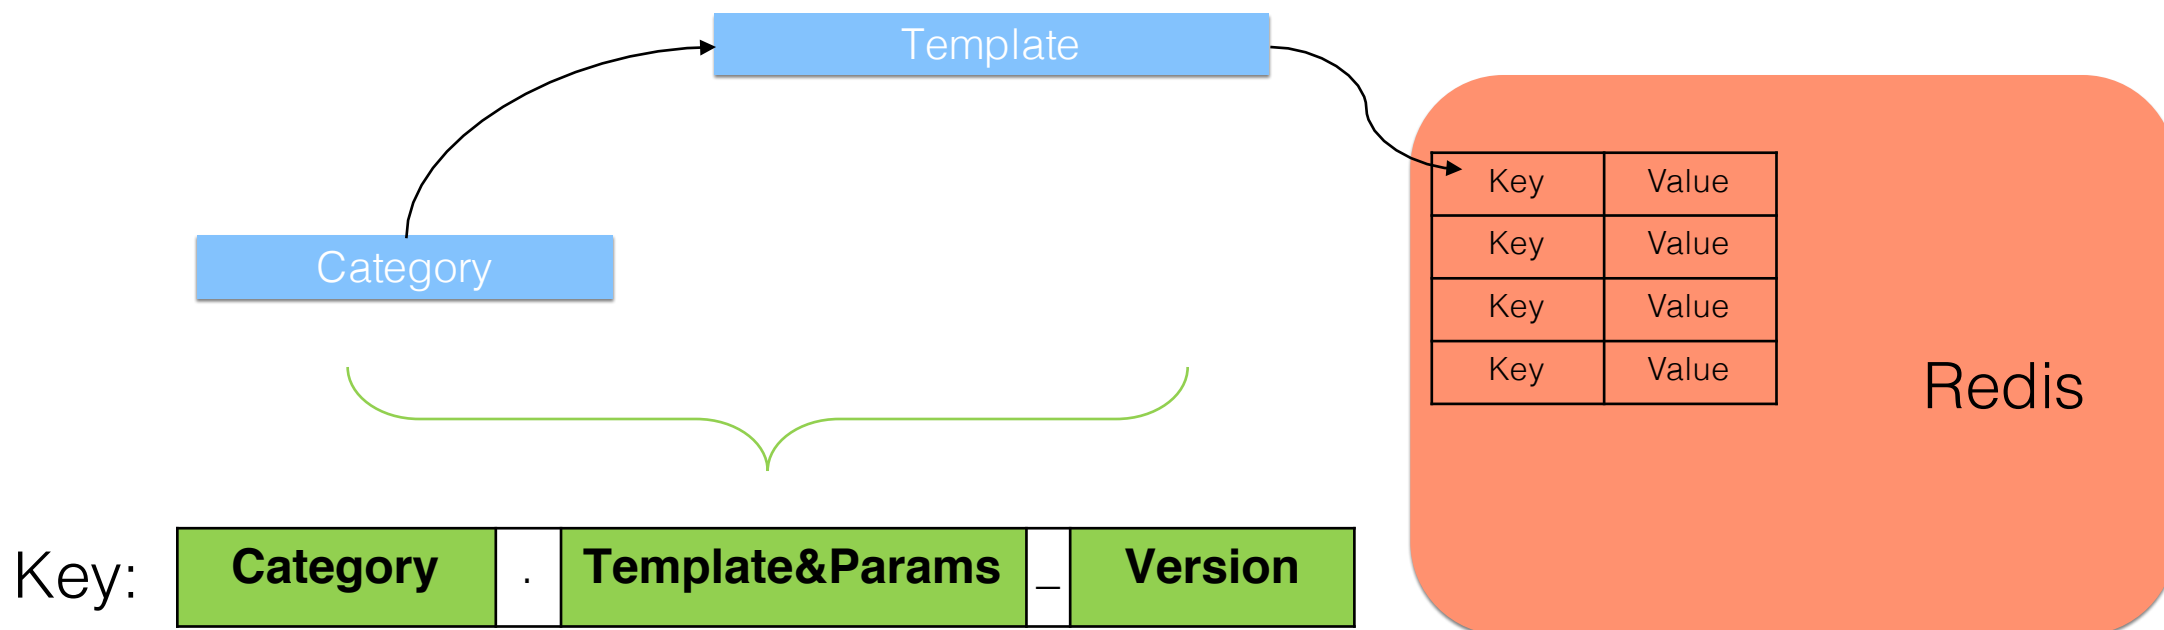 Template
Category
Key Value
Key Value
Key Value
Key Value
Redis
Key: Category . Template&Params _ Version